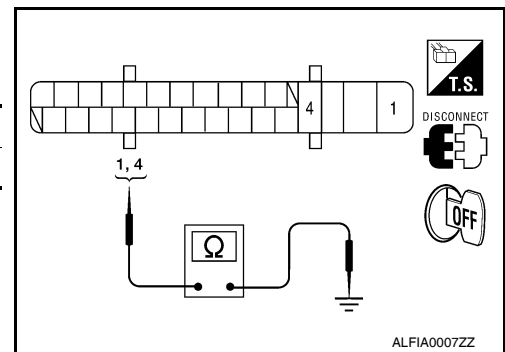 4
1
T.S.
DISCONNECT
1, 4
OFF
Ω
ALFIA0007ZZ